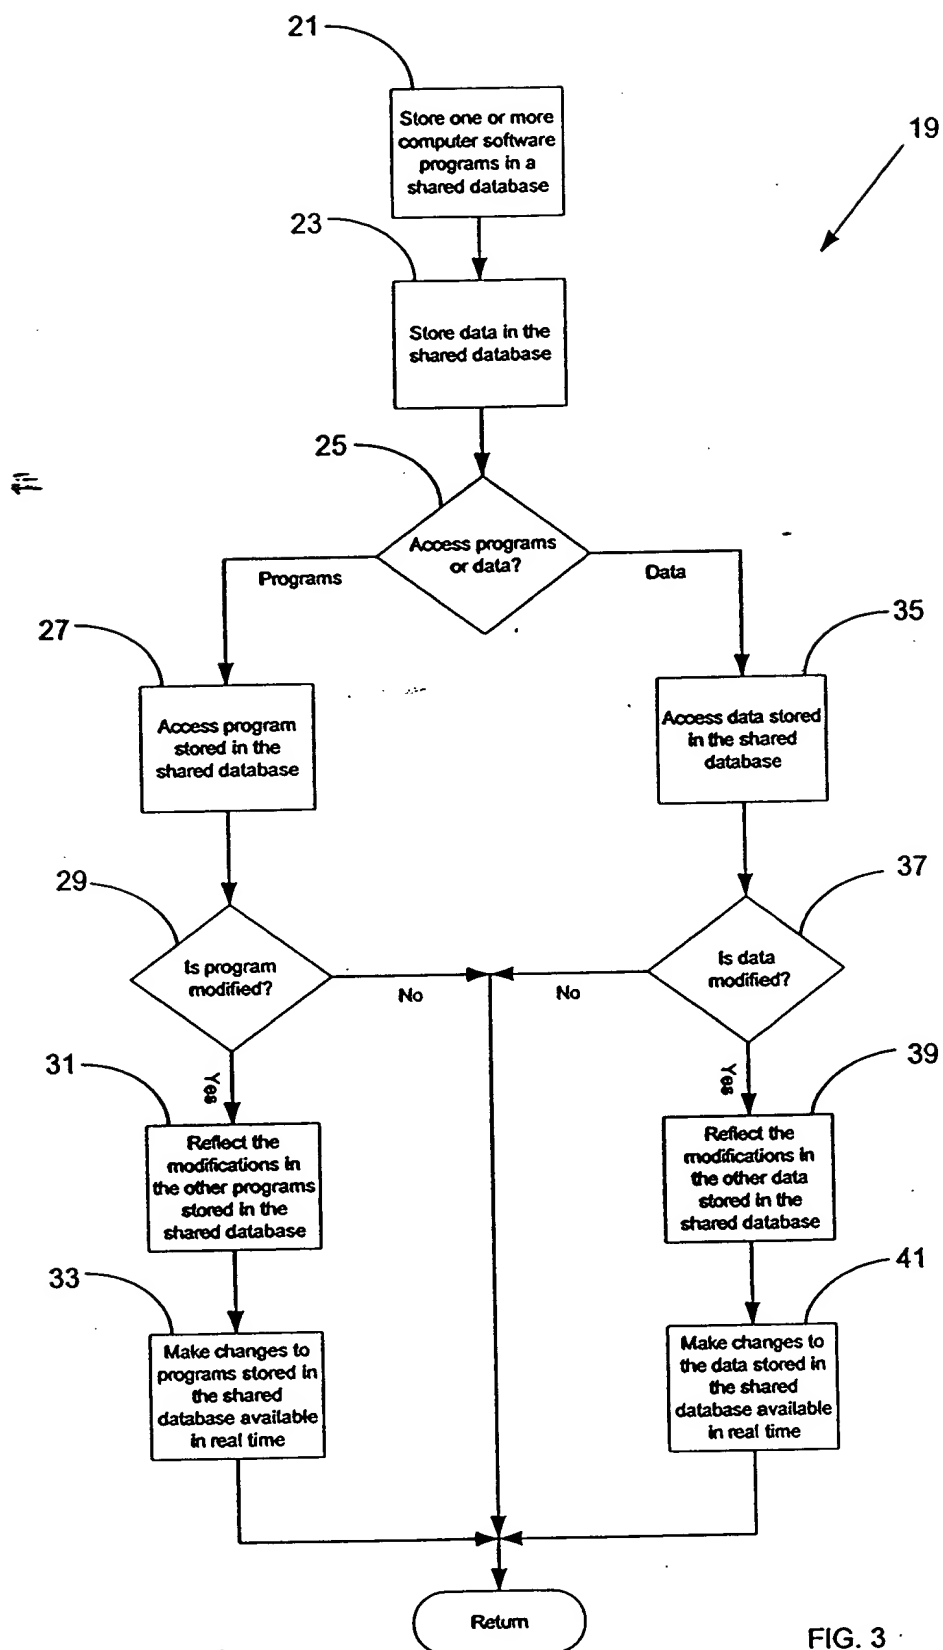 21
Store one or more
computer software
programs in a
shared database
19
23
Store data in the
shared database
25
Access programs
or data?
Programs
Data
27
Access program
stored in the
shared database
35
Access data stored
in the shared
database
29
Is program
modified?
No
37
Is data
modified?
No
Yes
31
Reflect the
modifications in
the other programs
stored in the
shared database
Yes
39
Reflect the
modifications in
the other data
stored in the
shared database
33
Make changes to
programs stored in
the shared
database available
in real time
41
Make changes to
the data stored in
the shared
database available
in real time
Return
FIG. 3